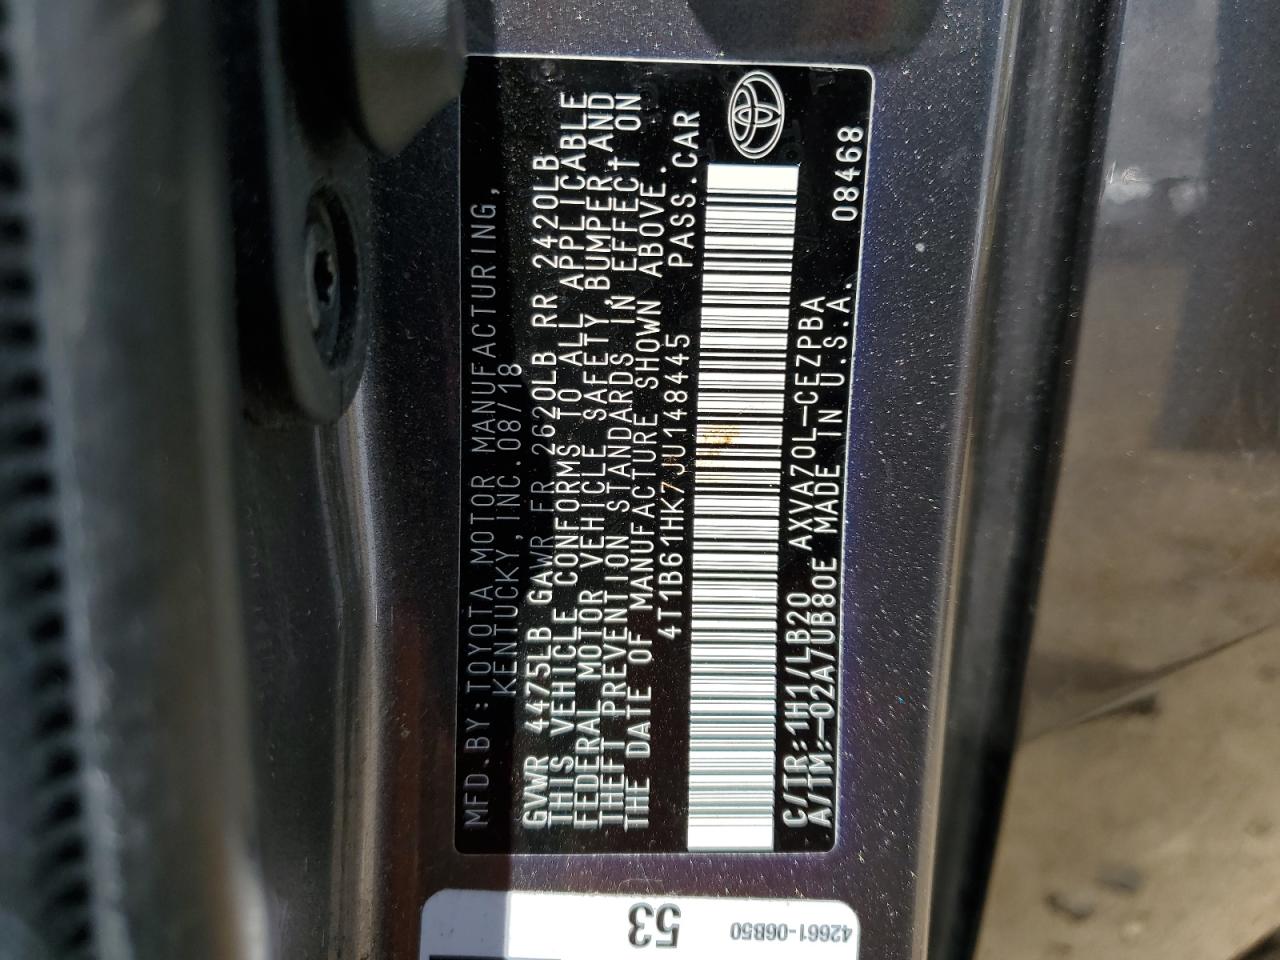 MFD.BY:TOYOTA MOTOR MANUFACTURING,
KENTUCKY,INC. 08/18
GVWR 4475LB GAWR FR 2620LB RR 2420LB
THIS VEHICLE CONFORMS TO ALL APPLICABLE
FEDERAL MOTOR VEHICLE SAFETY,BUMPER,AND
THEFT PREVENTION STANDARDS IN EFFECT ON
THE DATE OF MANUFACTURE SHOWN ABOVE.
4T1B61HK7JU148445 PASS.CAR
C/TR:1H1/LB20 AXVA70L-CEZPBA
A/TM:-02A/UB80E MADE IN U.S.A. 08468
53
42661-06B50